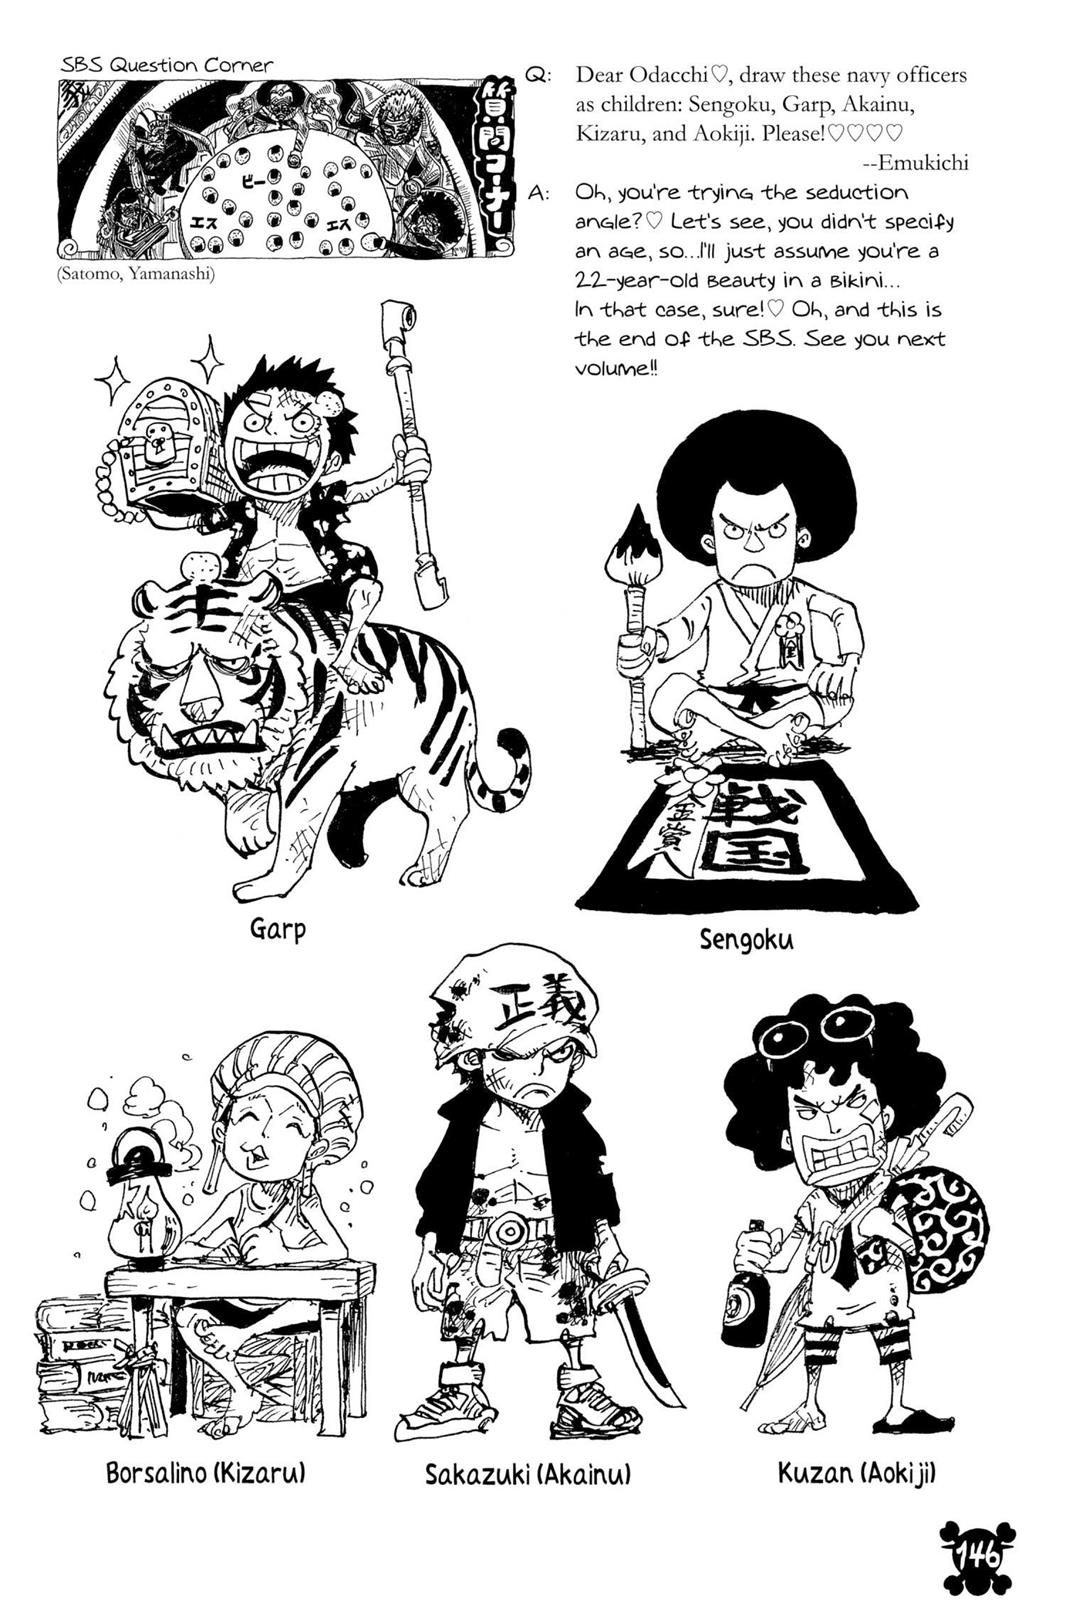 SBS Question Corner
質問コーナー
エス
ビー
エス
(Satomo, Yamanashi)
Q: Dear Odacchi♡, draw these navy officers
as children: Sengoku, Garp, Akainu,
Kizaru, and Aokiji. Please!♡♡♡♡
--Emukichi
A: Oh, you're trying the seduction
angle?♡ Let's see, you didn't specify
an age, so...I'll just assume you're a
22-year-old beauty in a bikini...
In that case, sure!♡ Oh, and this is
the end of the SBS. See you next
volume!!
金賞
戦国
Garp
Sengoku
正義
Borsalino (Kizaru)
Sakazuki (Akainu)
Kuzan (Aokiji)
146